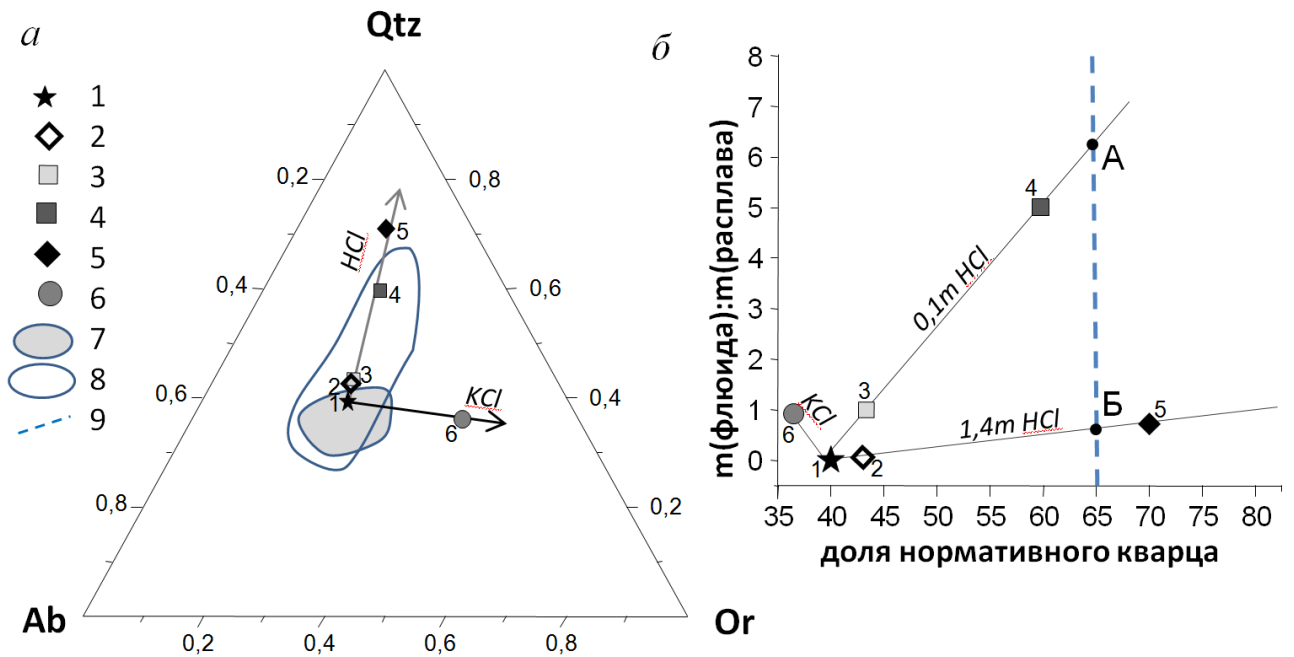 а
Qtz
1
2
3
4
5
6
7
8
9
0,2
0,8
0,4
0,6
0,6
0,4
0,8
0,2
0,2
0,4
0,6
0,8
HCl
5
4
2
3
1
KCl
6
Ab
Or
б
m(флюида):m(расплава)
8
7
6
5
4
3
2
1
0
А
4
0,1m HCl
3
KCl
6
Б
5
1,4m HCl
1
2
35 40 45 50 55 60 65 70 75 80
доля нормативного кварца